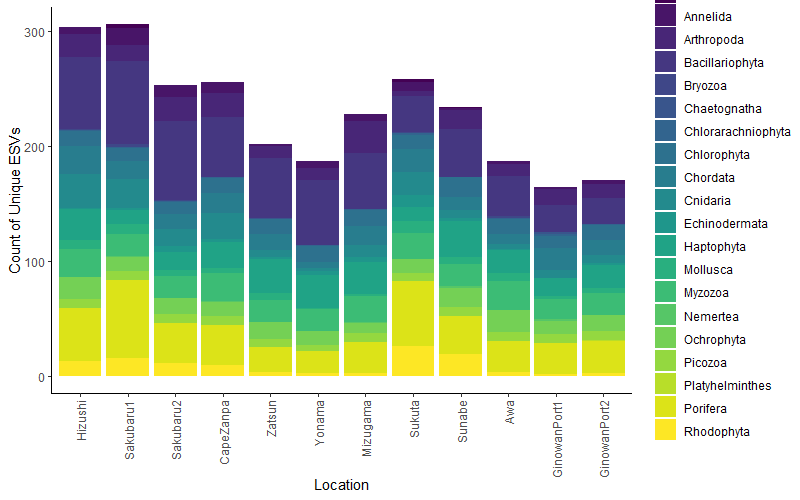 Count of Unique ESVs
300
200
100
0
Hizushi
Sakubaru1
Sakubaru2
CapeZanpa
Zatsun
Yonama
Mizugama
Sukuta
Sunabe
Awa
GinowanPort1
GinowanPort2
Location
Annelida
Arthropoda
Bacillariophyta
Bryozoa
Chaetognatha
Chlorarachniophyta
Chlorophyta
Chordata
Cnidaria
Echinodermata
Haptophyta
Mollusca
Myzozoa
Nemertea
Ochrophyta
Picozoa
Platyhelminthes
Porifera
Rhodophyta